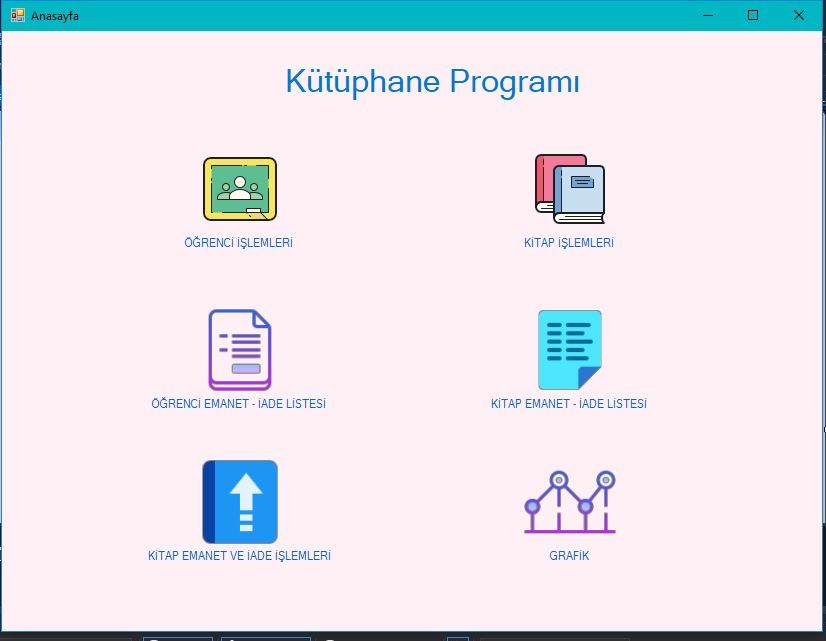 Anasayfa
Kütüphane Programı
ÖĞRENCİ İŞLEMLERİ
KİTAP İŞLEMLERİ
ÖĞRENCİ EMANET - İADE LİSTESİ
KİTAP EMANET - İADE LİSTESİ
KİTAP EMANET VE İADE İŞLEMLERİ
GRAFİK